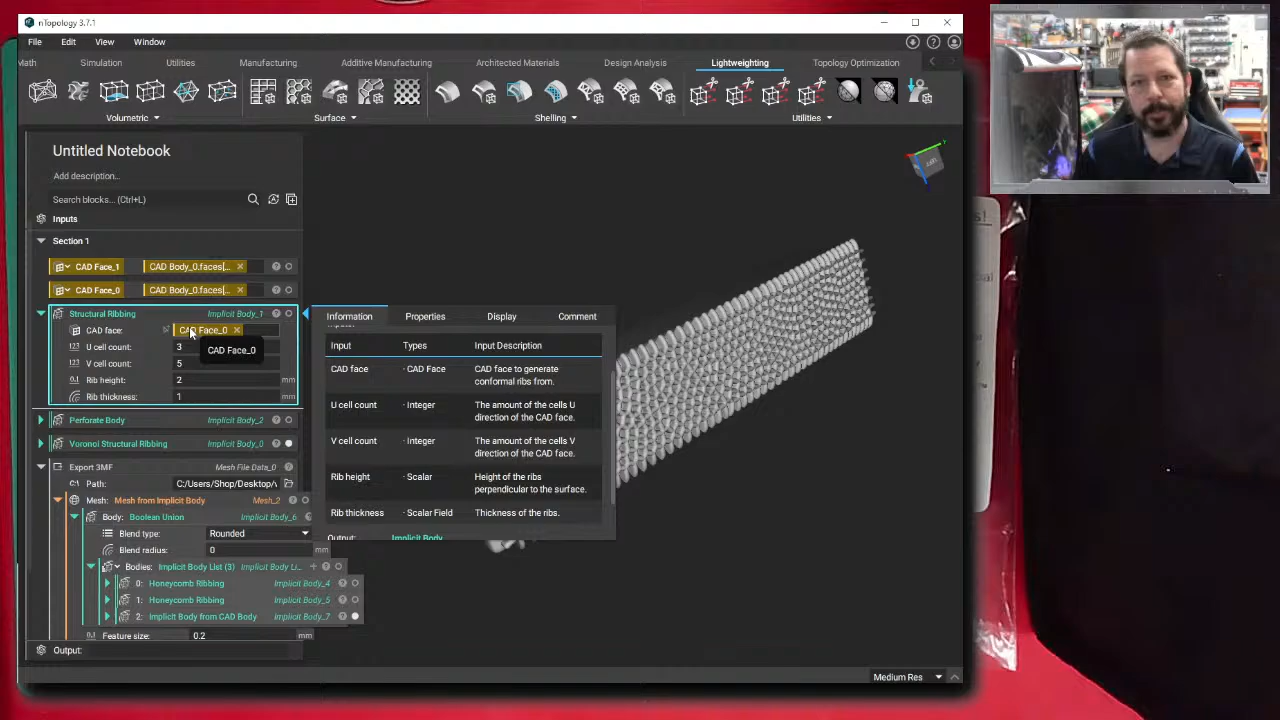 nTopology 3.7.1
File Edit View Window
Math Simulation Utilities Manufacturing Additive Manufacturing Architected Materials Design Analysis Lightweighting Topology Optimization
Volumetric Surface Shelling Utilities
Untitled Notebook
Add description...
Search blocks... (Ctrl+L)
Inputs
Section 1
CAD Face_1 CAD Body_0.faces[...
CAD Face_0 CAD Body_0.faces[...
Structural Ribbing Implicit Body_1
CAD face: CAD Face_0
U cell count: 3
CAD Face_0
V cell count: 5
Rib height: 2 mm
Rib thickness: 1
Perforate Body Implicit Body_2
Voronoi Structural Ribbing Implicit Body_0
Export 3MF Mesh File Data_0
Path: C:/Users/Shop/Desktop/v
Mesh: Mesh from Implicit Body Mesh_2
Body: Boolean Union Implicit Body_6
Blend type: Rounded
Blend radius: 0 mm
Bodies: Implicit Body List (3) Implicit Body Li...
0: Honeycomb Ribbing Implicit Body_4
1: Honeycomb Ribbing Implicit Body_5
2: Implicit Body from CAD Body Implicit Body_7
Feature size: 0.2 mm
Output:
Information Properties Display Comment
Input Types Input Description
CAD face · CAD Face CAD face to generate
conformal ribs from.
U cell count · Integer The amount of the cells U
direction of the CAD face.
V cell count · Integer The amount of the cells V
direction of the CAD face.
Rib height · Scalar Height of the ribs
perpendicular to the surface.
Rib thickness · Scalar Field Thickness of the ribs.
Output: Implicit Body
Medium Res